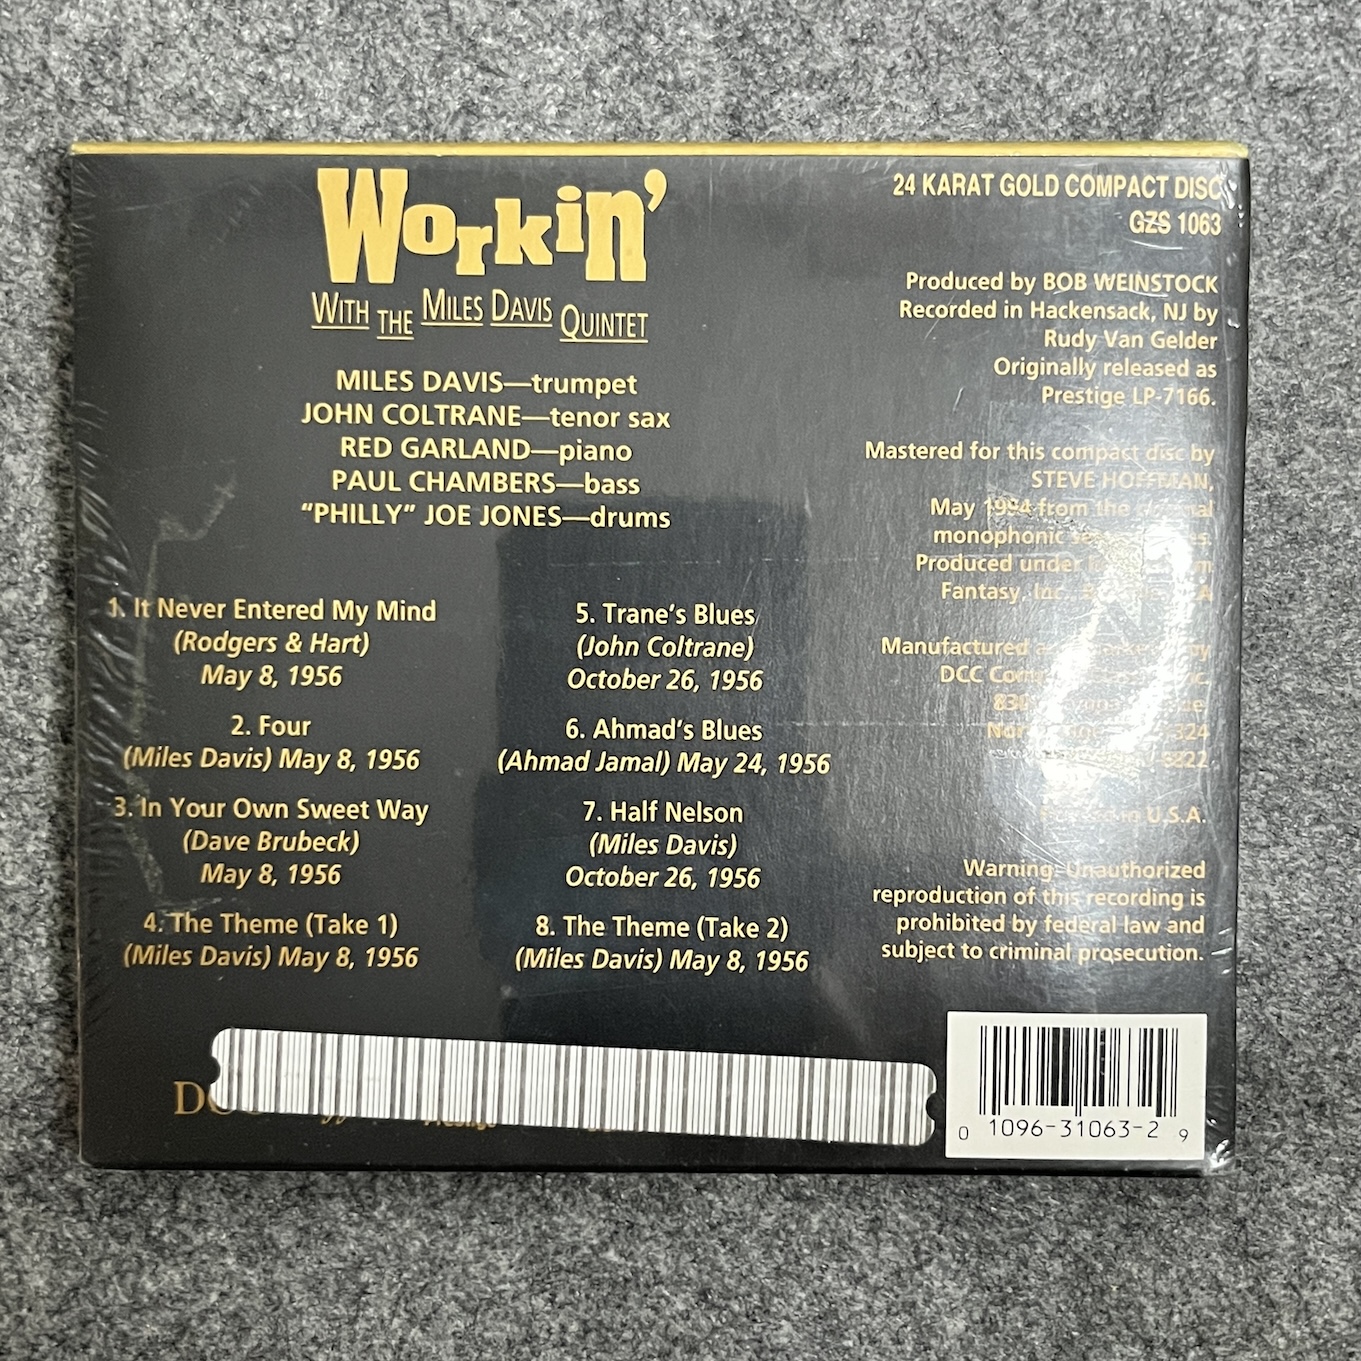 Workin'
WITH THE MILES DAVIS QUINTET
MILES DAVIS—trumpet
JOHN COLTRANE—tenor sax
RED GARLAND—piano
PAUL CHAMBERS—bass
"PHILLY" JOE JONES—drums
1. It Never Entered My Mind
(Rodgers & Hart)
May 8, 1956
2. Four
(Miles Davis) May 8, 1956
3. In Your Own Sweet Way
(Dave Brubeck)
May 8, 1956
4. The Theme (Take 1)
(Miles Davis) May 8, 1956
5. Trane's Blues
(John Coltrane)
October 26, 1956
6. Ahmad's Blues
(Ahmad Jamal) May 24, 1956
7. Half Nelson
(Miles Davis)
October 26, 1956
8. The Theme (Take 2)
(Miles Davis) May 8, 1956
24 KARAT GOLD COMPACT DISC
GZS 1063
Produced by BOB WEINSTOCK
Recorded in Hackensack, NJ by
Rudy Van Gelder
Originally released as
Prestige LP-7166.
Mastered for this compact disc by
STEVE HOFFMAN,
May 1994 from the
monophonic
Produced under
Fantasy, Inc.
Manufactured by
DCC
U.S.A.
Warning: Unauthorized
reproduction of this recording is
prohibited by federal law and
subject to criminal prosecution.
0 1096-31063-2 9